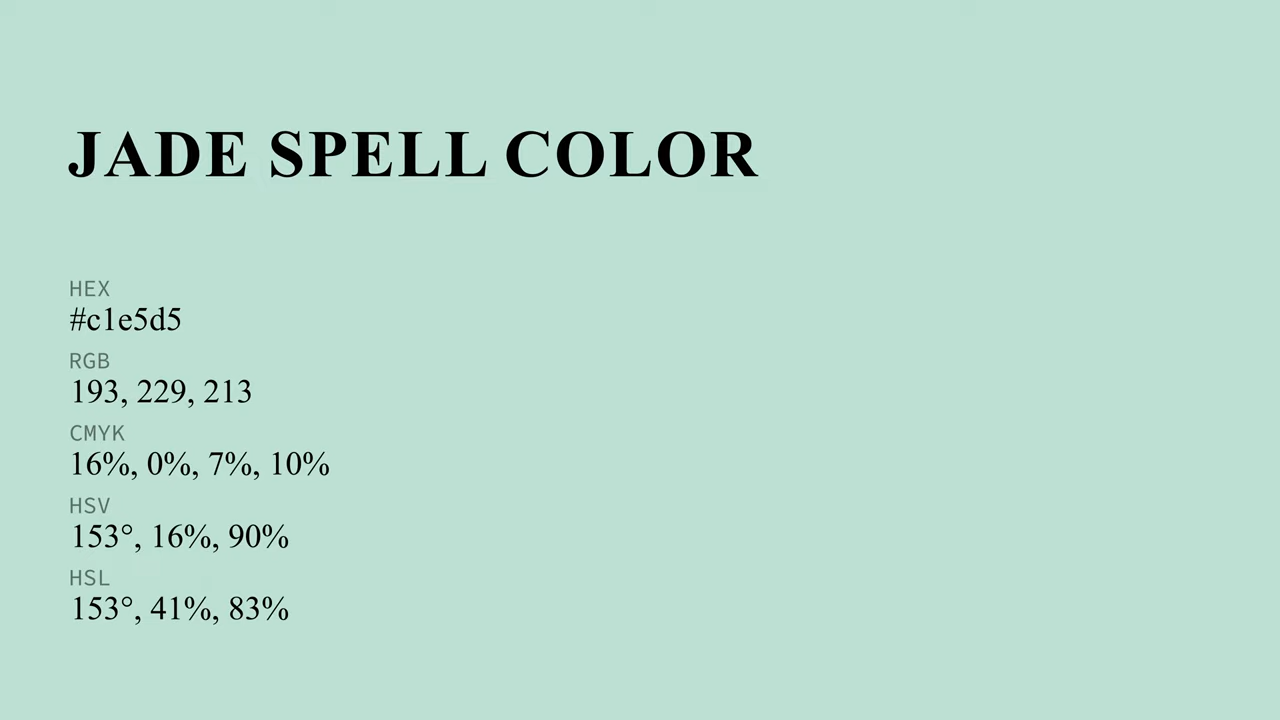 JADE SPELL COLOR
HEX
#c1e5d5
RGB
193, 229, 213
CMYK
16%, 0%, 7%, 10%
HSV
153°, 16%, 90%
HSL
153°, 41%, 83%